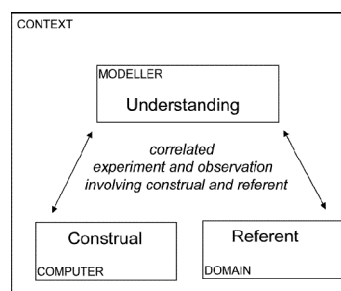 CONTEXT
MODELLER
Understanding
correlated
experiment and observation
involving construal and referent
Construal
COMPUTER
Referent
DOMAIN